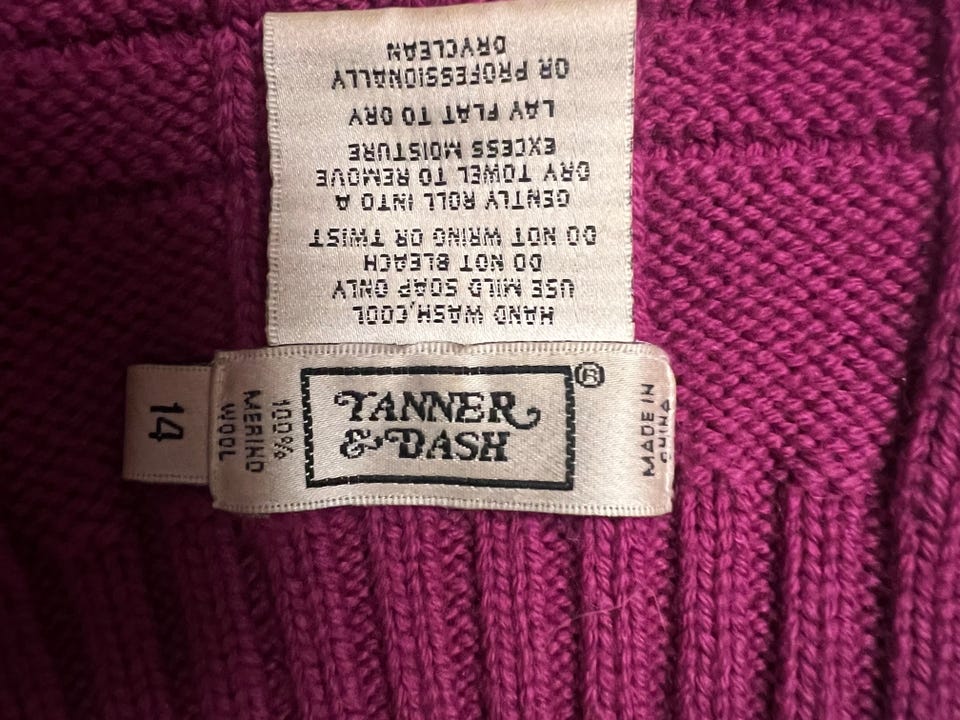 HAND WASH,COOL
USE MILD SOAP ONLY
DO NOT BLEACH
DO NOT WRING OR TWIST
GENTLY ROLL INTO A
DRY TOWEL TO REMOVE
EXCESS MOISTURE
LAY FLAT TO DRY
OR PROFESSIONALLY
DRYCLEAN
14
100%
MERINO
WOOL
TANNER
& DASH
®
MADE IN
CHINA